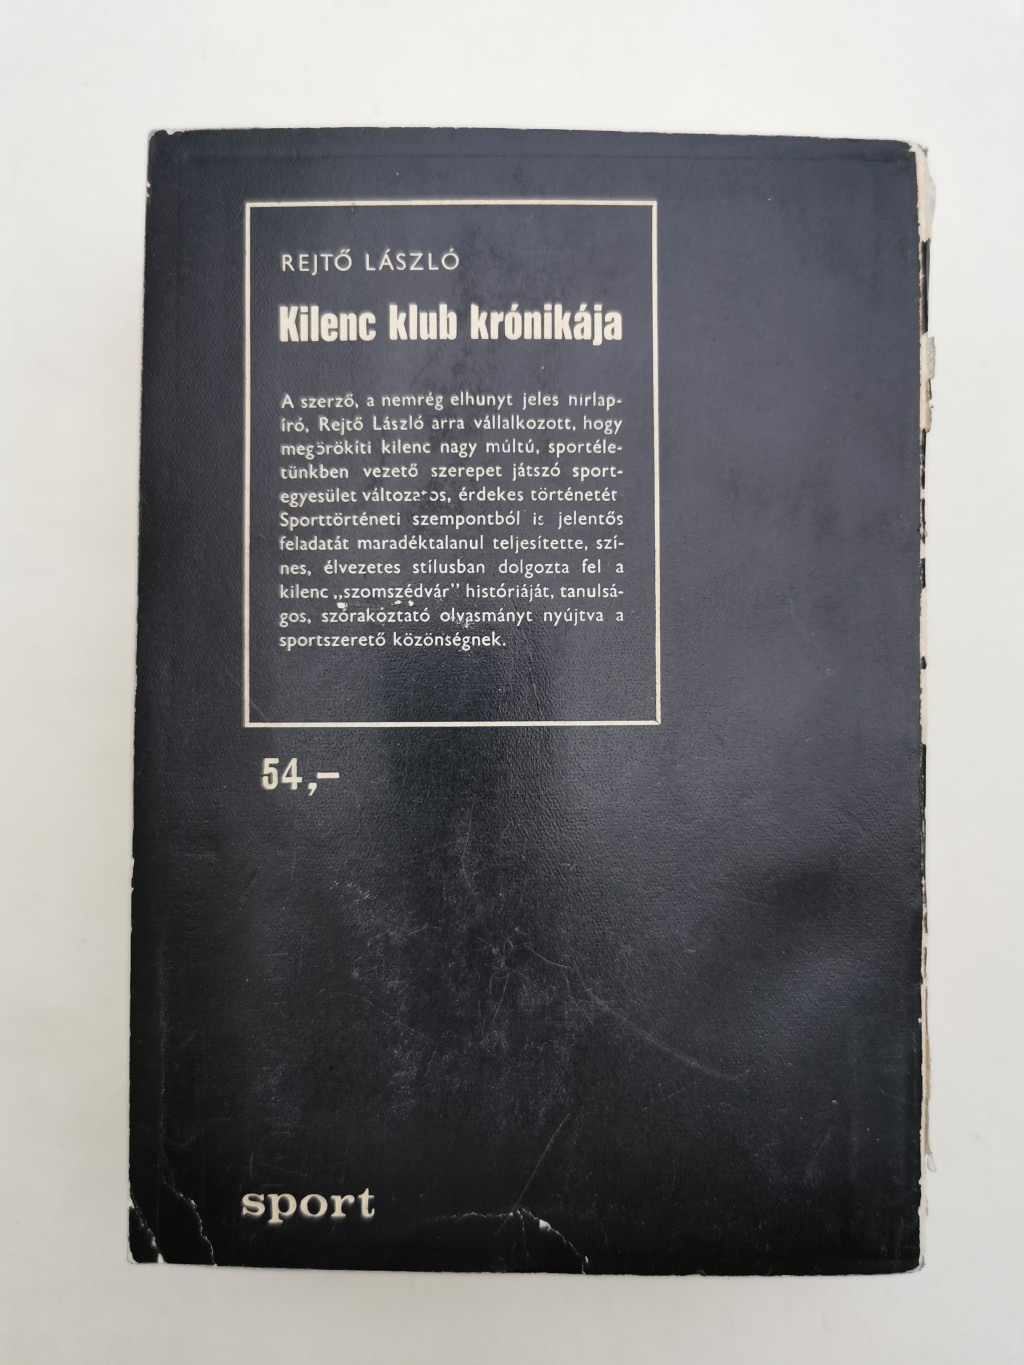 REJTŐ LÁSZLÓ
Kilenc klub krónikája
A szerző, a nemrég elhunyt jeles hírlap-
író, Rejtő László arra vállalkozott, hogy
megörökíti kilenc nagy múltú, sportéle-
tünkben vezető szerepet játszó sport-
egyesület változatos, érdekes történetét
Sporttörténeti szempontból is jelentős
feladatát maradéktalanul teljesítette, szí-
nes, élvezetes stílusban dolgozta fel a
kilenc „szomszédvár" históriáját, tanulsá-
gos, szórakoztató olvasmányt nyújtva a
sportszerető közönségnek.
54,–
sport